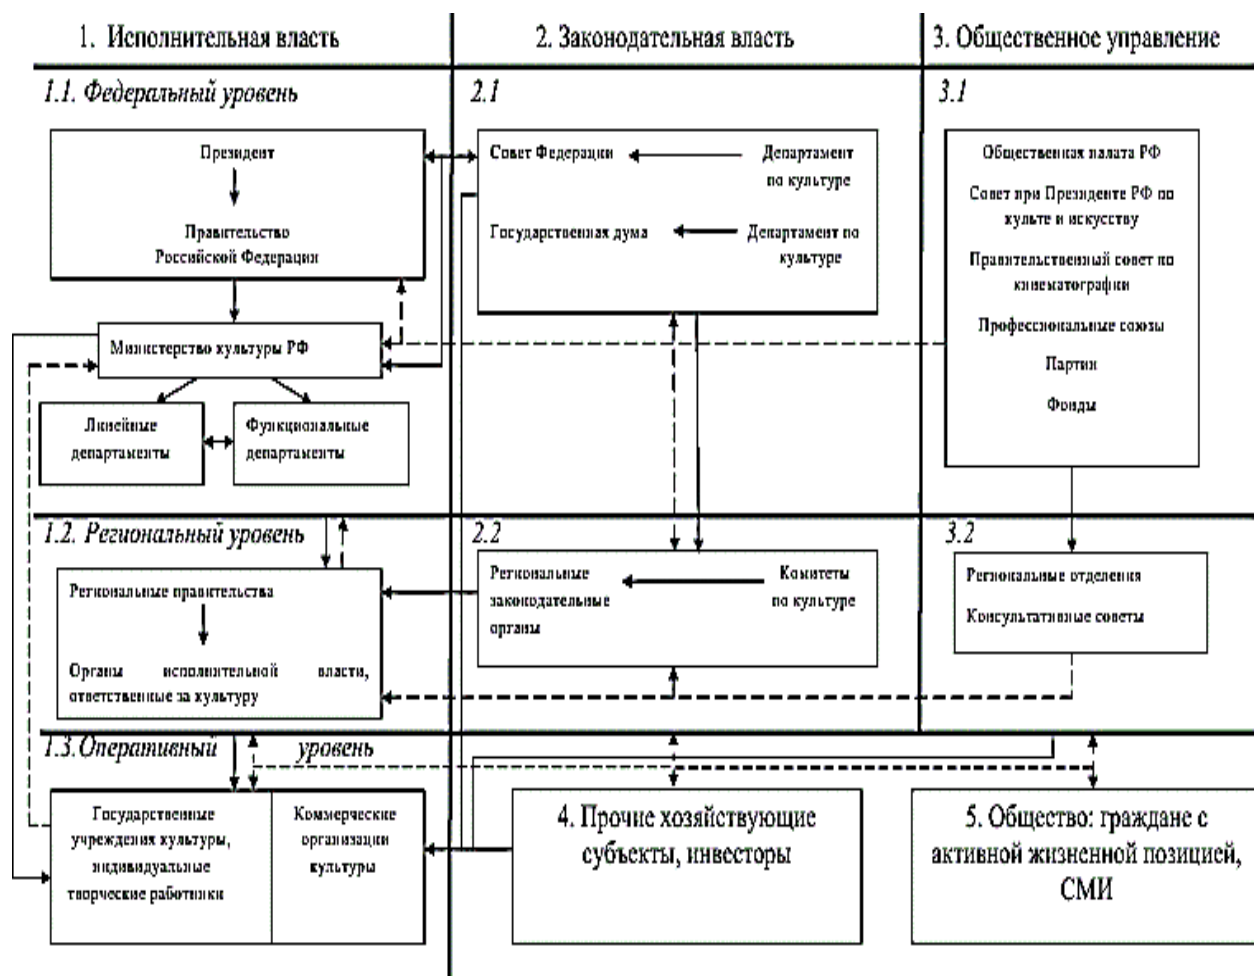 1. Исполнительная власть
2. Законодательная власть
3. Общественное управление
1.1. Федеральный уровень
2.1
3.1
Президент
Правительство
Российской Федерации
Совет Федерации
Департамент
по культуре
Государственная дума
Департамент по
культуре
Общественная палата РФ
Совет при Президенте РФ по
культе и искусству
Правительственный совет по
кинематографии
Профессиональные союзы
Партии
Фонды
Министерство культуры РФ
Линейные
департаменты
Функциональные
департаменты
1.2. Региональный уровень
2.2
3.2
Региональные правительства
Органы исполнительной власти,
ответственные за культуру
Региональные
законодательные
органы
Комитеты
по культуре
Региональные отделения
Консультативные советы
1.3.Оперативный уровень
Государственные
учреждения культуры,
индивидуальные
творческие работники
Коммерческие
организации
культуры
4. Прочие хозяйствующие
субъекты, инвесторы
5. Общество: граждане с
активной жизненной позицией,
СМИ